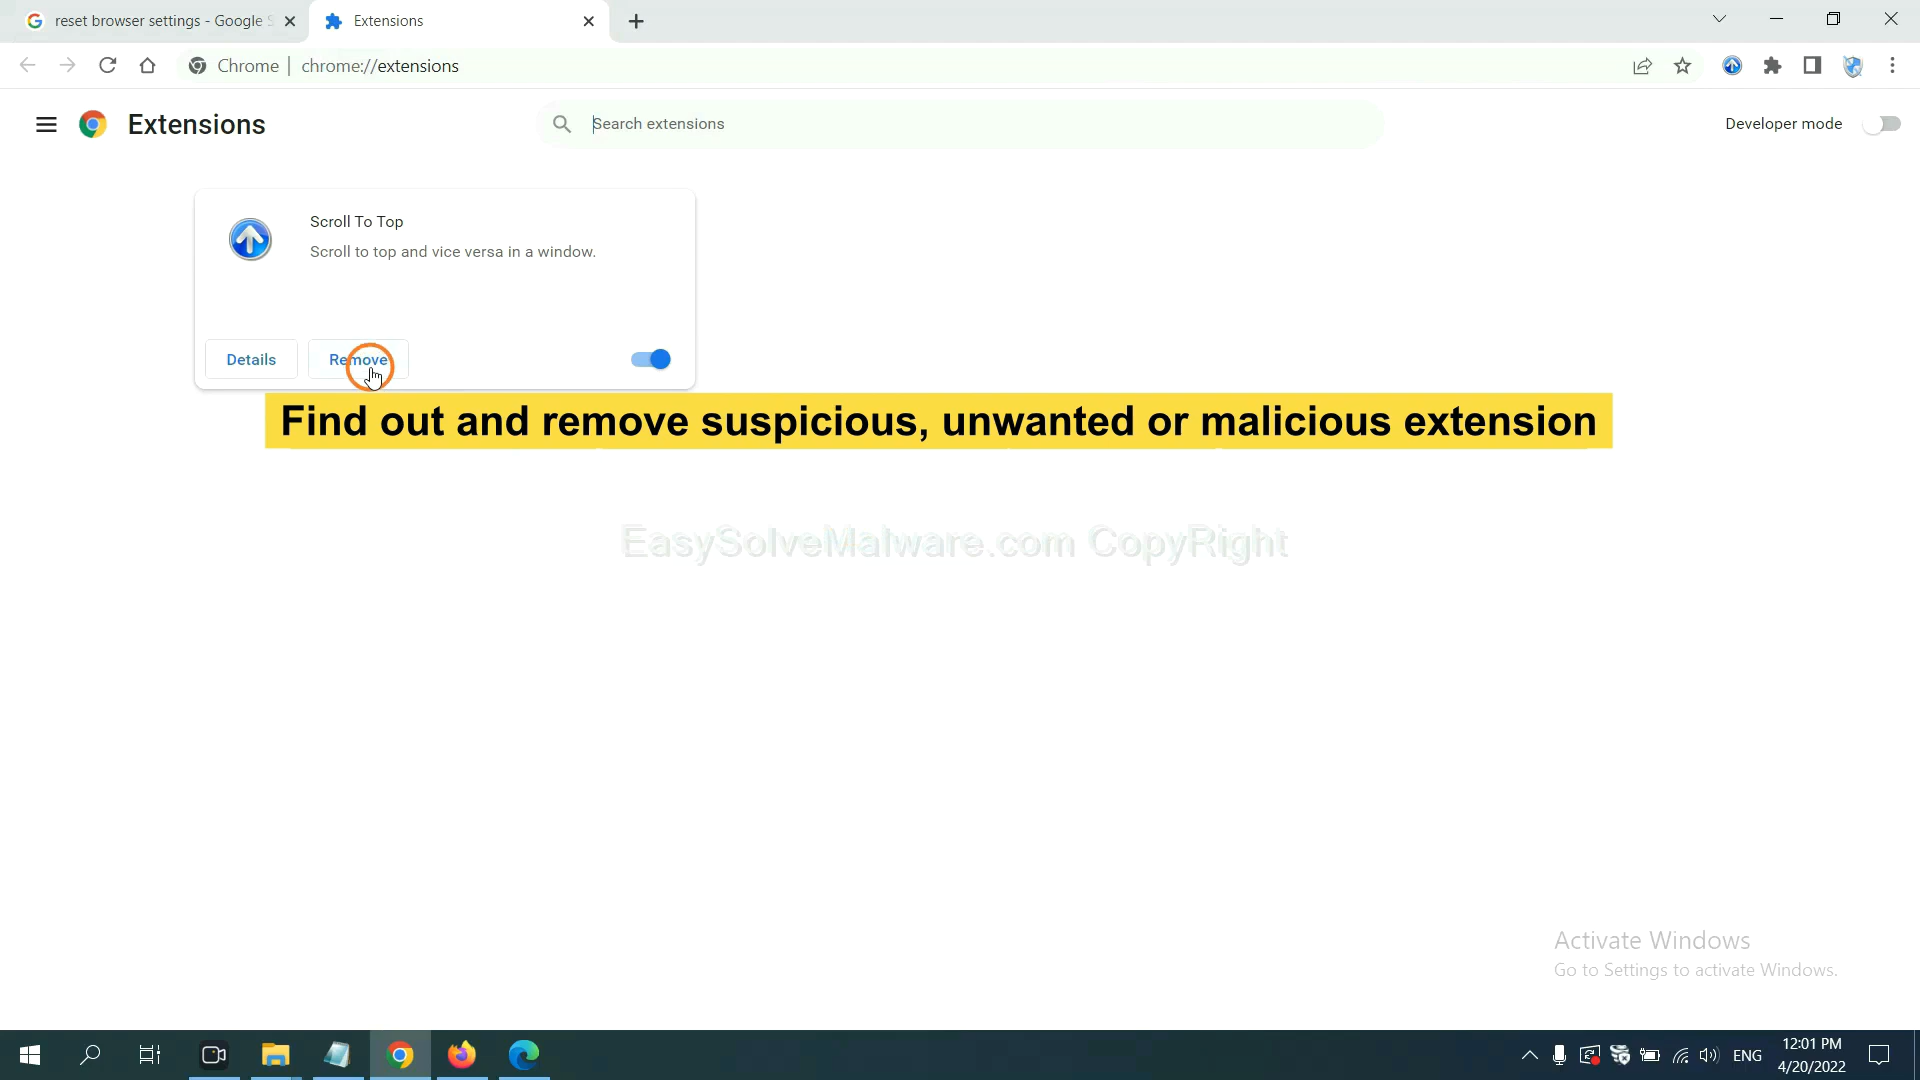 reset browser settings - Google S
Extensions
Chrome
chrome://extensions
Extensions
Search extensions
Developer mode
Scroll To Top
Scroll to top and vice versa in a window.
Details
Remove
Find out and remove suspicious, unwanted or malicious extension
EasySolveMalware.com CopyRight
Activate Windows
Go to Settings to activate Windows.
ENG
12:01 PM
4/20/2022